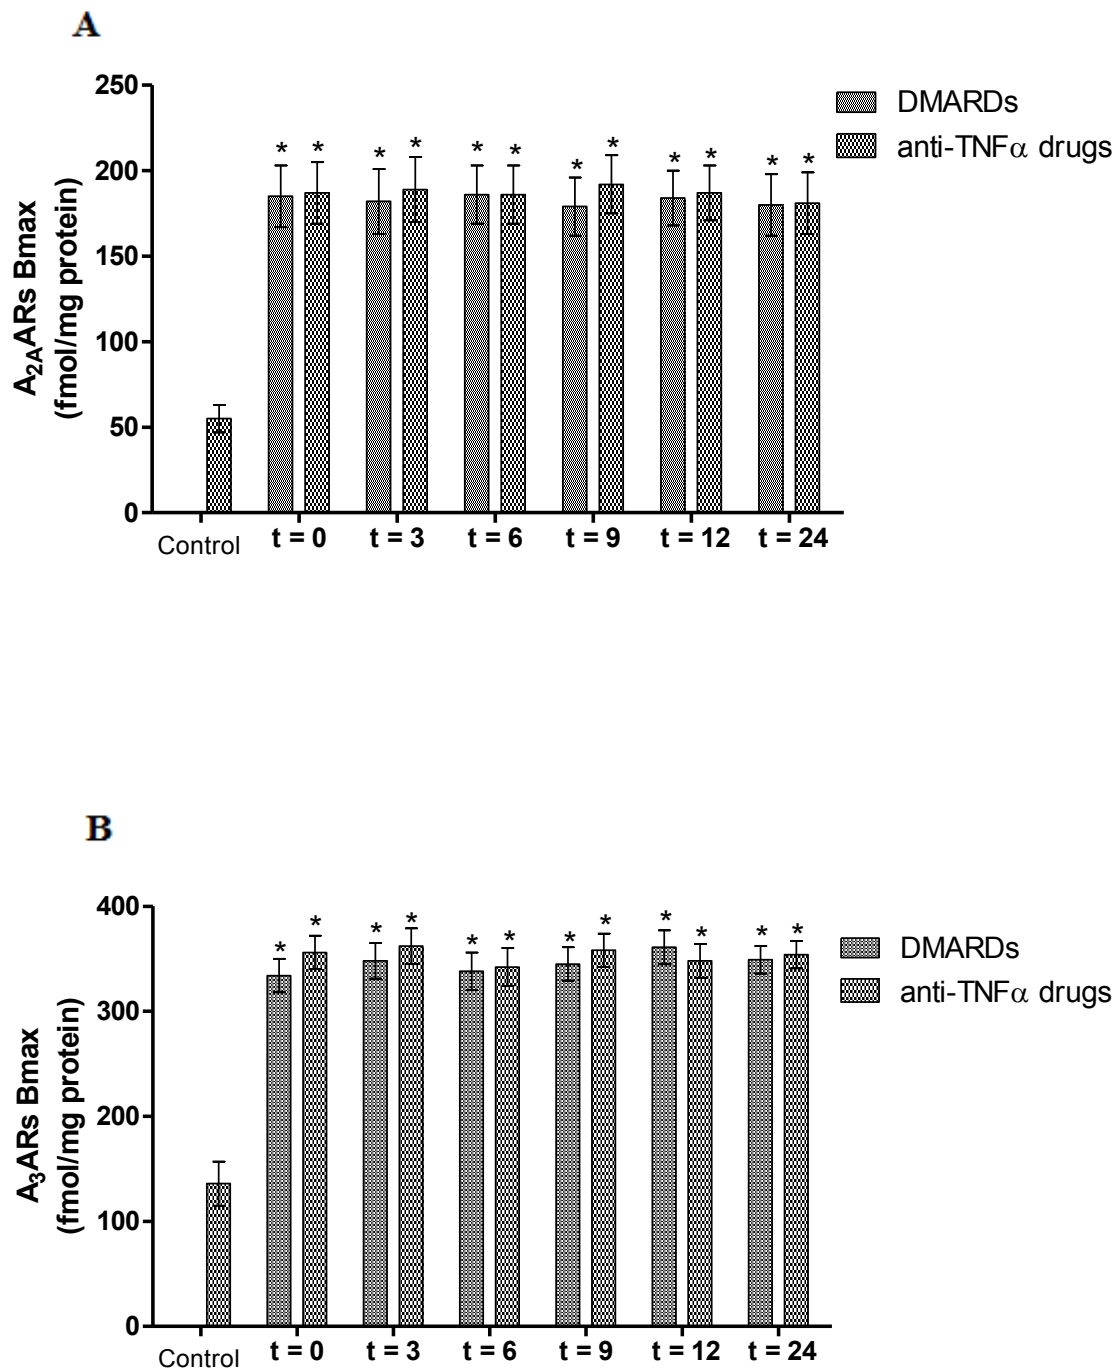 A
250
200
150
100
50
0
A2AARs Bmax
(fmol/mg protein)
* * * * * * * * * * * *
Control t = 0 t = 3 t = 6 t = 9 t = 12 t = 24
DMARDs
anti-TNFα drugs
B
400
300
200
100
0
A3ARs Bmax
(fmol/mg protein)
* * * * * * * * * * * *
Control t = 0 t = 3 t = 6 t = 9 t = 12 t = 24
DMARDs
anti-TNFα drugs